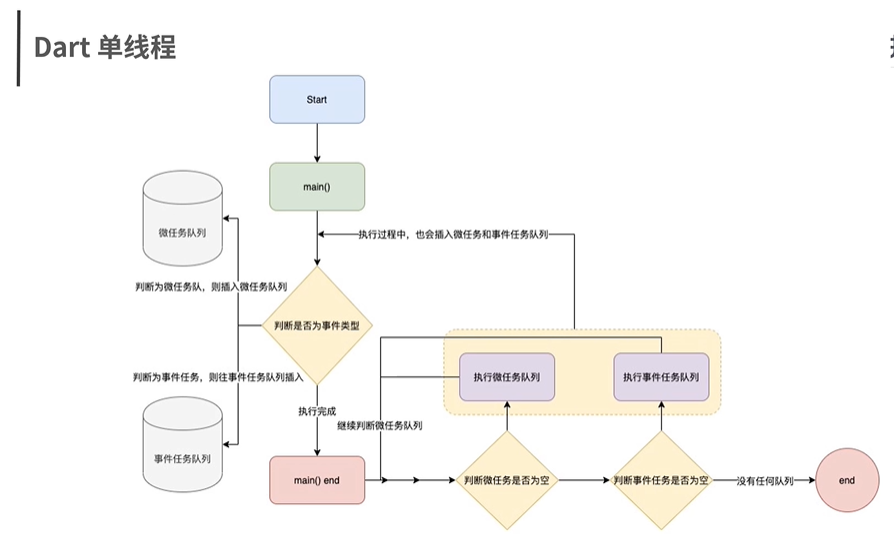 Dart 单线程
Start
main()
执行过程中，也会插入微任务和事件任务队列
微任务队列
判断为微任务队，则插入微任务队列
判断是否为事件类型
判断为事件任务，则往事件任务队列插入
执行微任务队列
执行事件任务队列
执行完成
继续判断微任务队列
事件任务队列
main() end
判断微任务是否为空
判断事件任务是否为空
没有任何队列
end